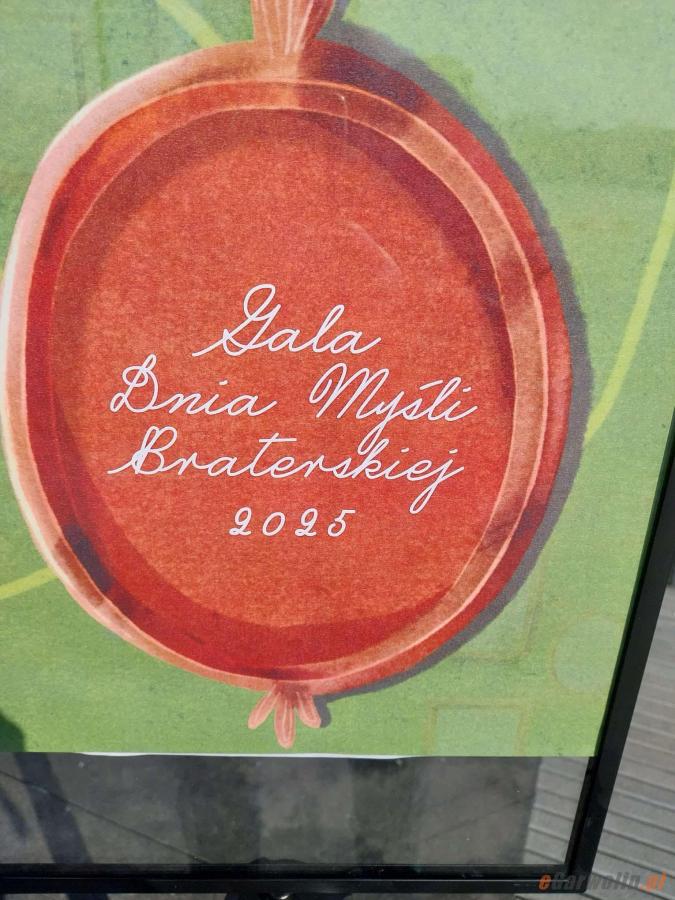 Gala
Dnia Myśli
Braterskiej
2025
eGarwolin.pl